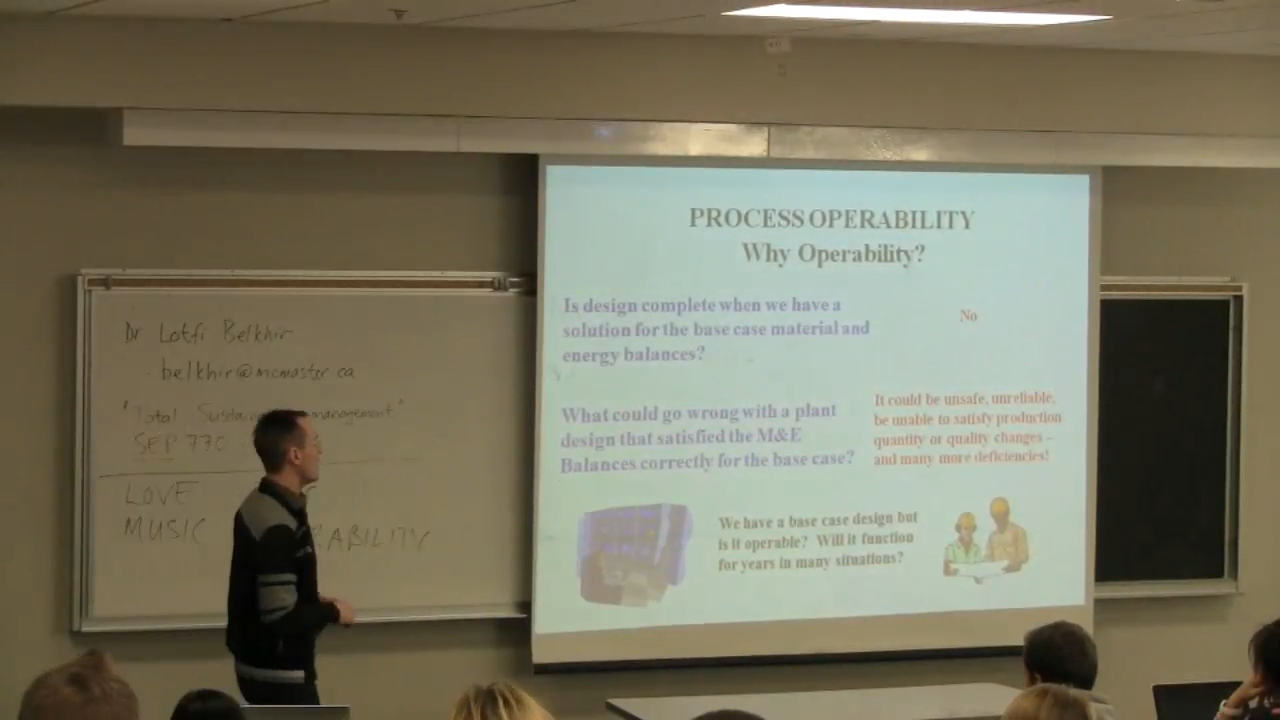 Dr Lotfi Belkhir
belkhir@mcmaster.ca
"Total management"
SEP 770
LOVE
MUSIC RABILITY
PROCESS OPERABILITY
Why Operability?
Is design complete when we have a
solution for the base case material and
energy balances?
No
What could go wrong with a plant
design that satisfied the M&E
Balances correctly for the base case?
It could be unsafe, unreliable,
be unable to satisfy production
quantity or quality changes –
and many more deficiencies!
We have a base case design but
is it operable? Will it function
for years in many situations?